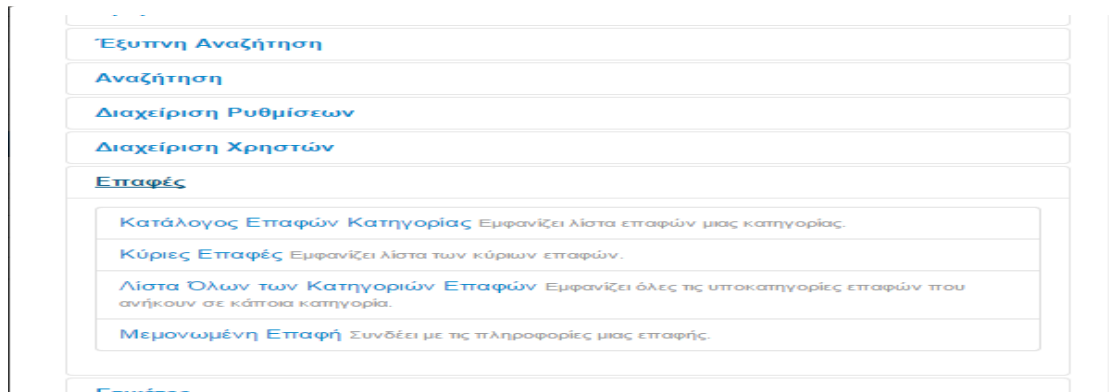 Έξυπνη Αναζήτηση
Αναζήτηση
Διαχείριση Ρυθμίσεων
Διαχείριση Χρηστών
Επαφές
Κατάλογος Επαφών Κατηγορίας Εμφανίζει λίστα επαφών μιας κατηγορίας.
Κύριες Επαφές Εμφανίζει λίστα των κύριων επαφών.
Λίστα Όλων των Κατηγοριών Επαφών Εμφανίζει όλες τις υποκατηγορίες επαφών που
ανήκουν σε κάποια κατηγορία.
Μεμονωμένη Επαφή Συνδέει με τις πληροφορίες μιας επαφής.